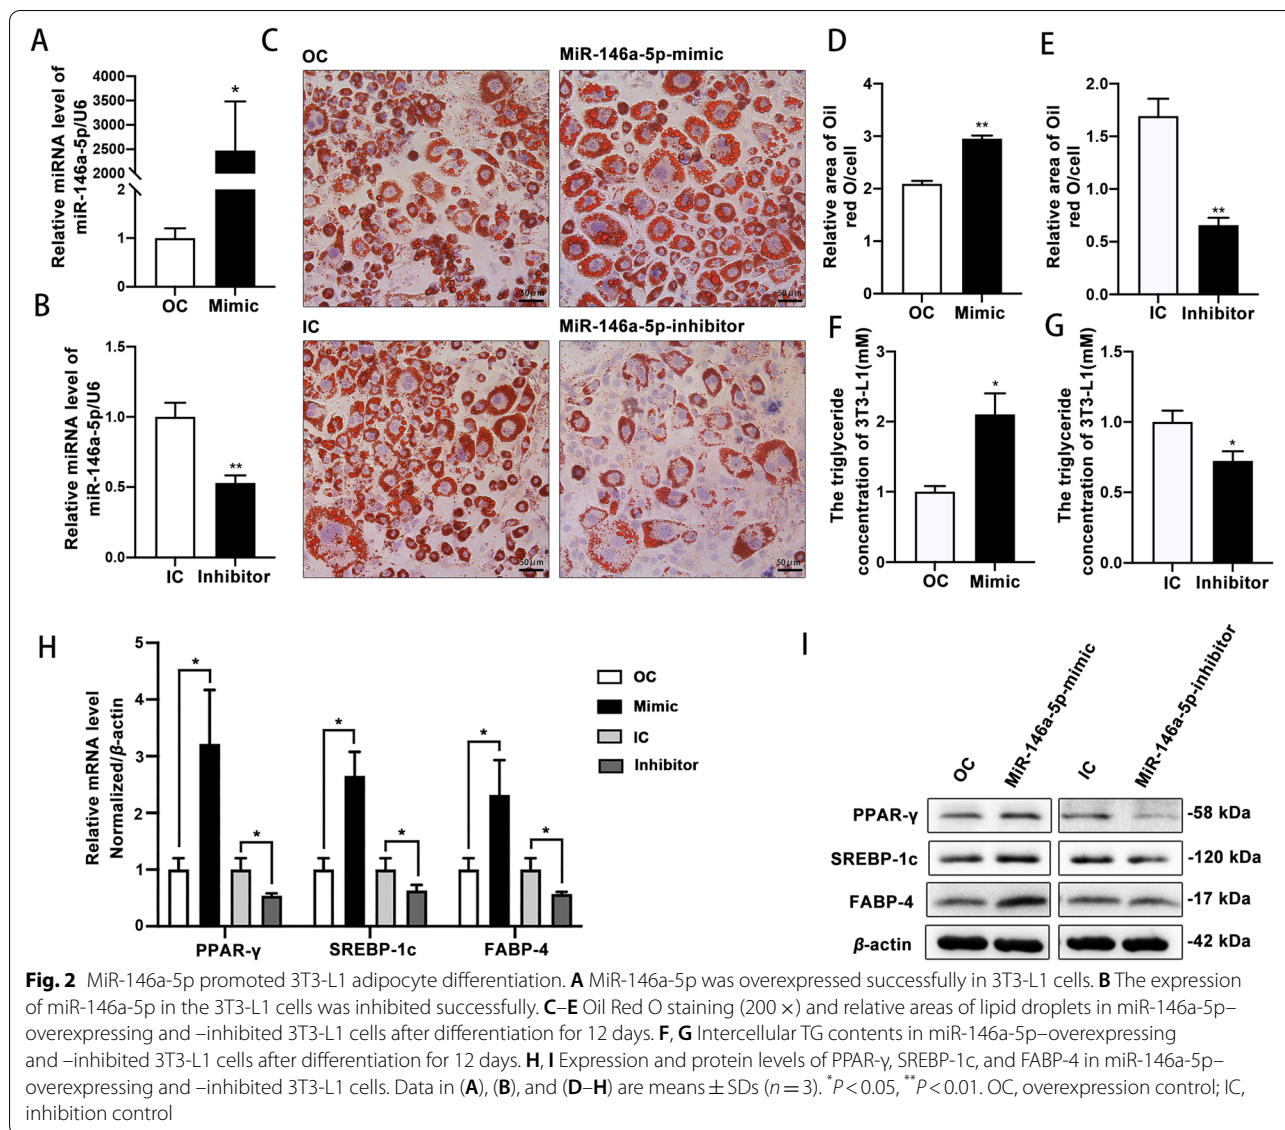 A
Relative miRNA level of
miR-146a-5p/U6
4000
3500
3000
2500
2000
2
1
0
*
OC
Mimic
B
Relative miRNA level of
miR-146a-5p/U6
1.5
1.0
0.5
0.0
**
IC
Inhibitor
C
OC
MiR-146a-5p-mimic
50μm
50μm
IC
MiR-146a-5p-inhibitor
50μm
50μm
D
Relative area of Oil
red O/cell
4
3
2
1
0
**
OC
Mimic
E
Relative area of Oil
red O/cell
2.0
1.5
1.0
0.5
0.0
**
IC
Inhibitor
F
The triglyceride
concentration of 3T3-L1(mM)
3
2
1
0
*
OC
Mimic
G
The triglyceride
concentration of 3T3-L1(mM)
1.5
1.0
0.5
0.0
*
IC
Inhibitor
H
Relative mRNA level
Normalized/β-actin
5
4
3
2
1
0
*
*
*
*
*
*
PPAR-γ
SREBP-1c
FABP-4
OC
Mimic
IC
Inhibitor
I
OC
MiR-146a-5p-mimic
IC
MiR-146a-5p-inhibitor
PPAR-γ
-58 kDa
SREBP-1c
-120 kDa
FABP-4
-17 kDa
β-actin
-42 kDa
Fig. 2 MiR-146a-5p promoted 3T3-L1 adipocyte differentiation. A MiR-146a-5p was overexpressed successfully in 3T3-L1 cells. B The expression
of miR-146a-5p in the 3T3-L1 cells was inhibited successfully. C–E Oil Red O staining (200 ×) and relative areas of lipid droplets in miR-146a-5p–
overexpressing and –inhibited 3T3-L1 cells after differentiation for 12 days. F, G Intercellular TG contents in miR-146a-5p–overexpressing
and –inhibited 3T3-L1 cells after differentiation for 12 days. H, I Expression and protein levels of PPAR-γ, SREBP-1c, and FABP-4 in miR-146a-5p–
overexpressing and –inhibited 3T3-L1 cells. Data in (A), (B), and (D–H) are means ± SDs (n = 3). *P < 0.05, **P < 0.01. OC, overexpression control; IC,
inhibition control